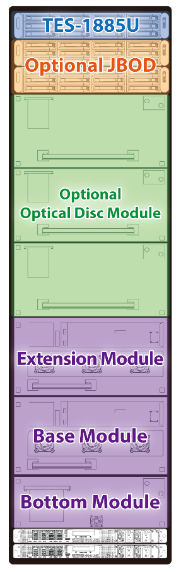 TES-1885U
Optional JBOD
Optional
Optical Disc Module
Extension Module
Base Module
Bottom Module